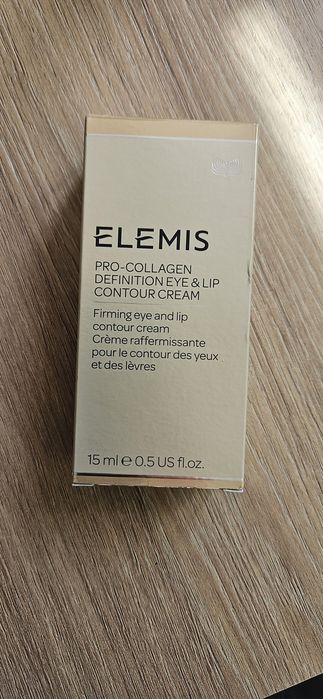 ELEMIS
PRO-COLLAGEN
DEFINITION EYE & LIP
CONTOUR CREAM
Firming eye and lip
contour cream
Crème raffermissante
pour le contour des yeux
et des lèvres
15 ml ℮ 0.5 US fl.oz.